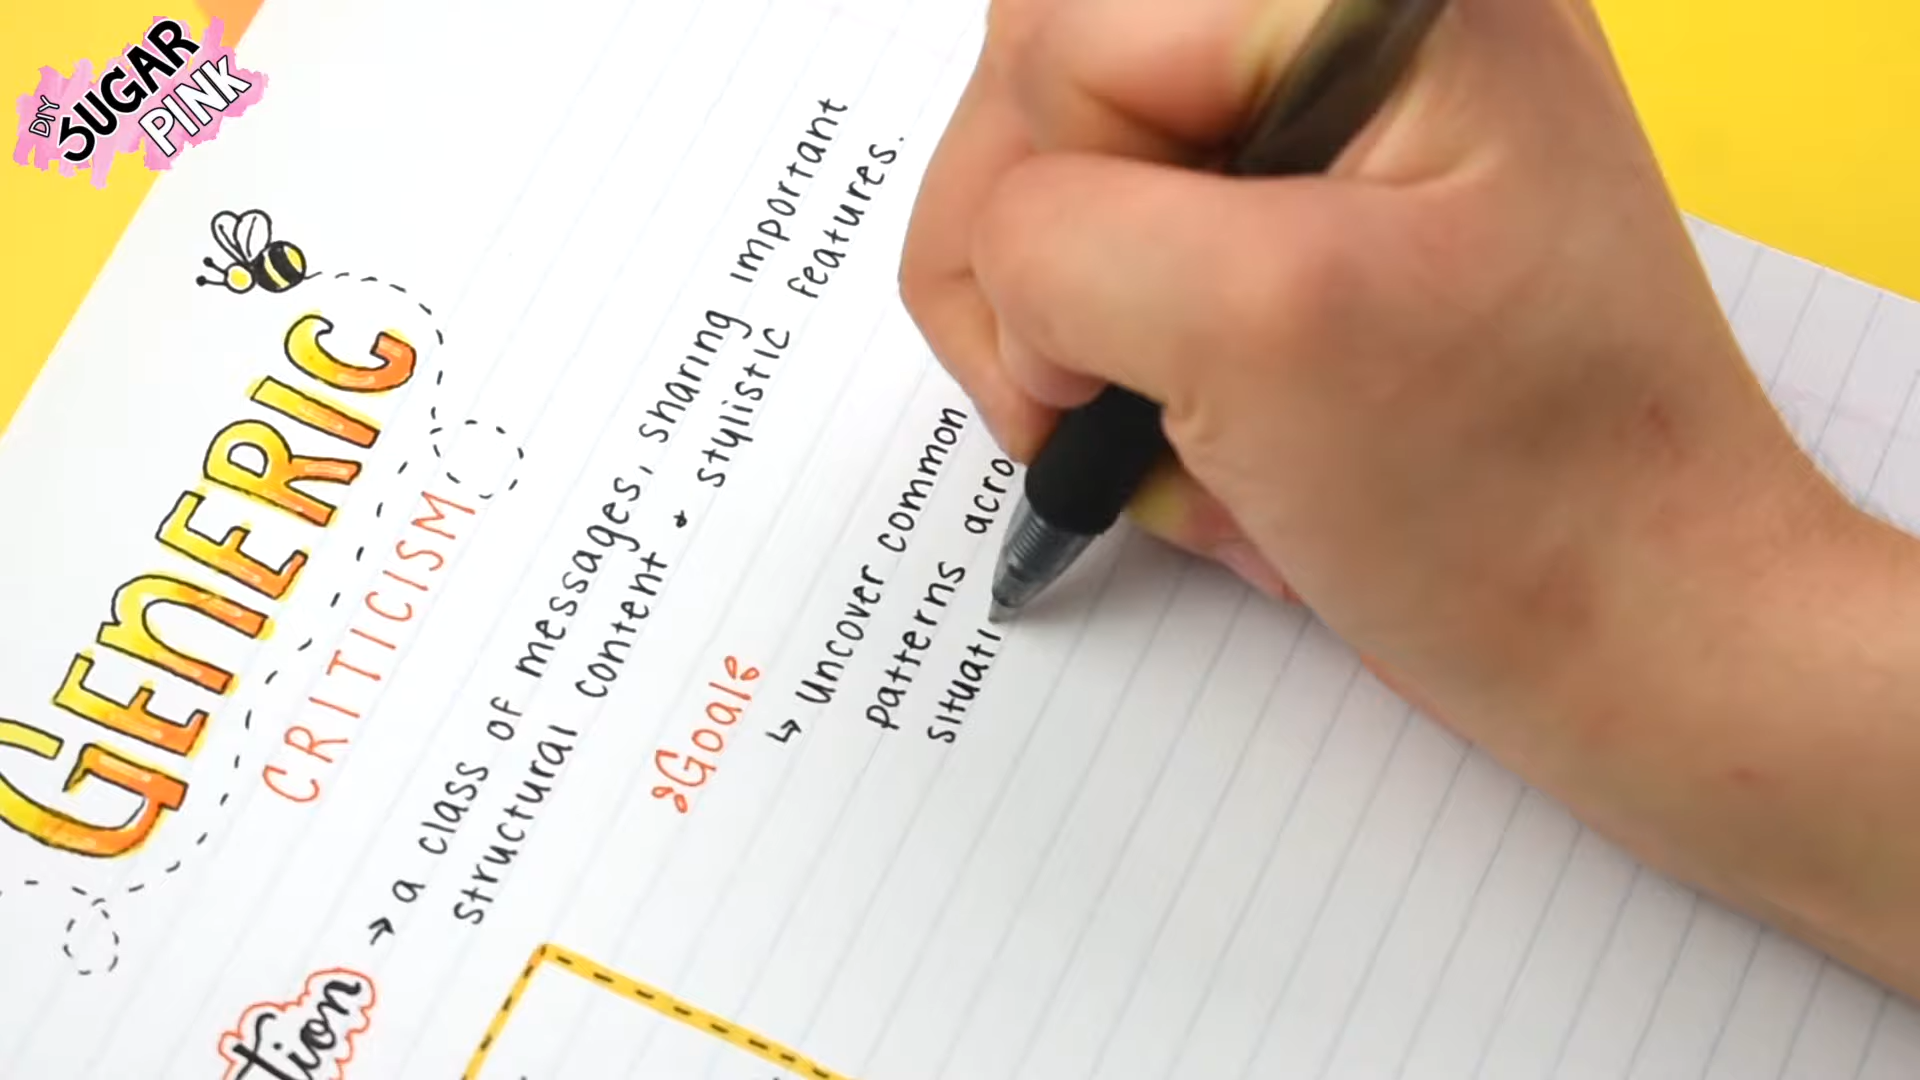 DIY
SUGAR
PINK
GENERIC
CRITICISM
→ a class of messages, sharing important
structural content + stylistic features.
Goal
↳ uncover common
patterns acro
situati
tion